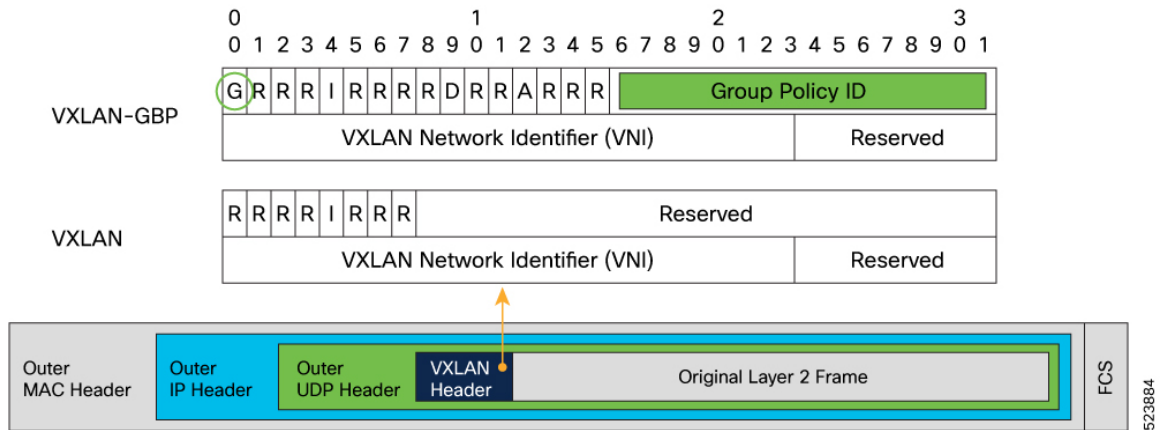 0 1 2 3
0 1 2 3 4 5 6 7 8 9 0 1 2 3 4 5 6 7 8 9 0 1 2 3 4 5 6 7 8 9 0 1
VXLAN-GBP
G R R R I R R R R D R R A R R R Group Policy ID
VXLAN Network Identifier (VNI) Reserved
VXLAN
R R R R I R R R Reserved
VXLAN Network Identifier (VNI) Reserved
Outer
MAC Header
Outer
IP Header
Outer
UDP Header
VXLAN
Header
Original Layer 2 Frame
FCS
523884